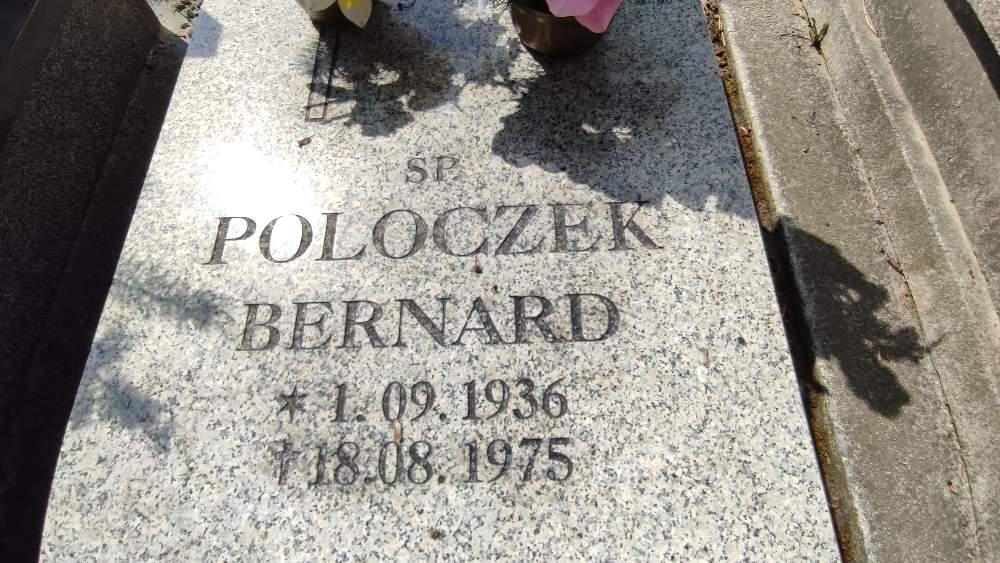 SP.
POLOCZEK
BERNARD
* 1. 09. 1936
† 18.08. 1975